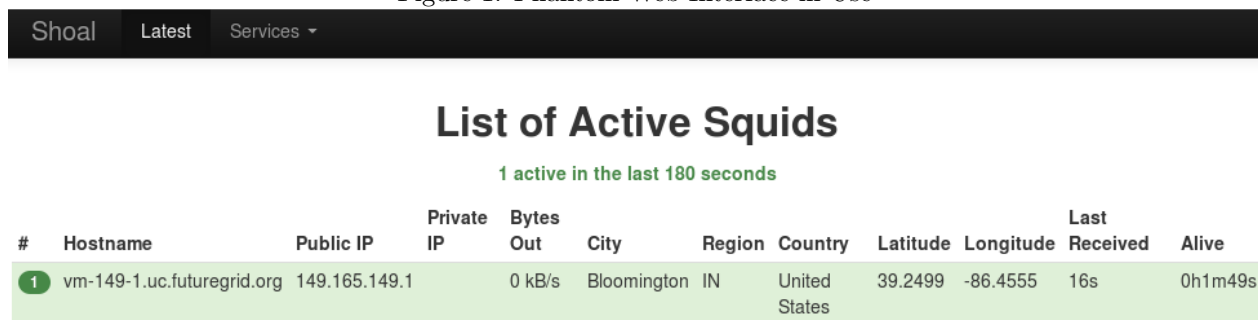 Shoal Latest Services
List of Active Squids
1 active in the last 180 seconds
Private Bytes Last
# Hostname Public IP IP Out City Region Country Latitude Longitude Received Alive
1 vm-149-1.uc.futuregrid.org 149.165.149.1 0 kB/s Bloomington IN United 39.2499 -86.4555 16s 0h1m49s
States